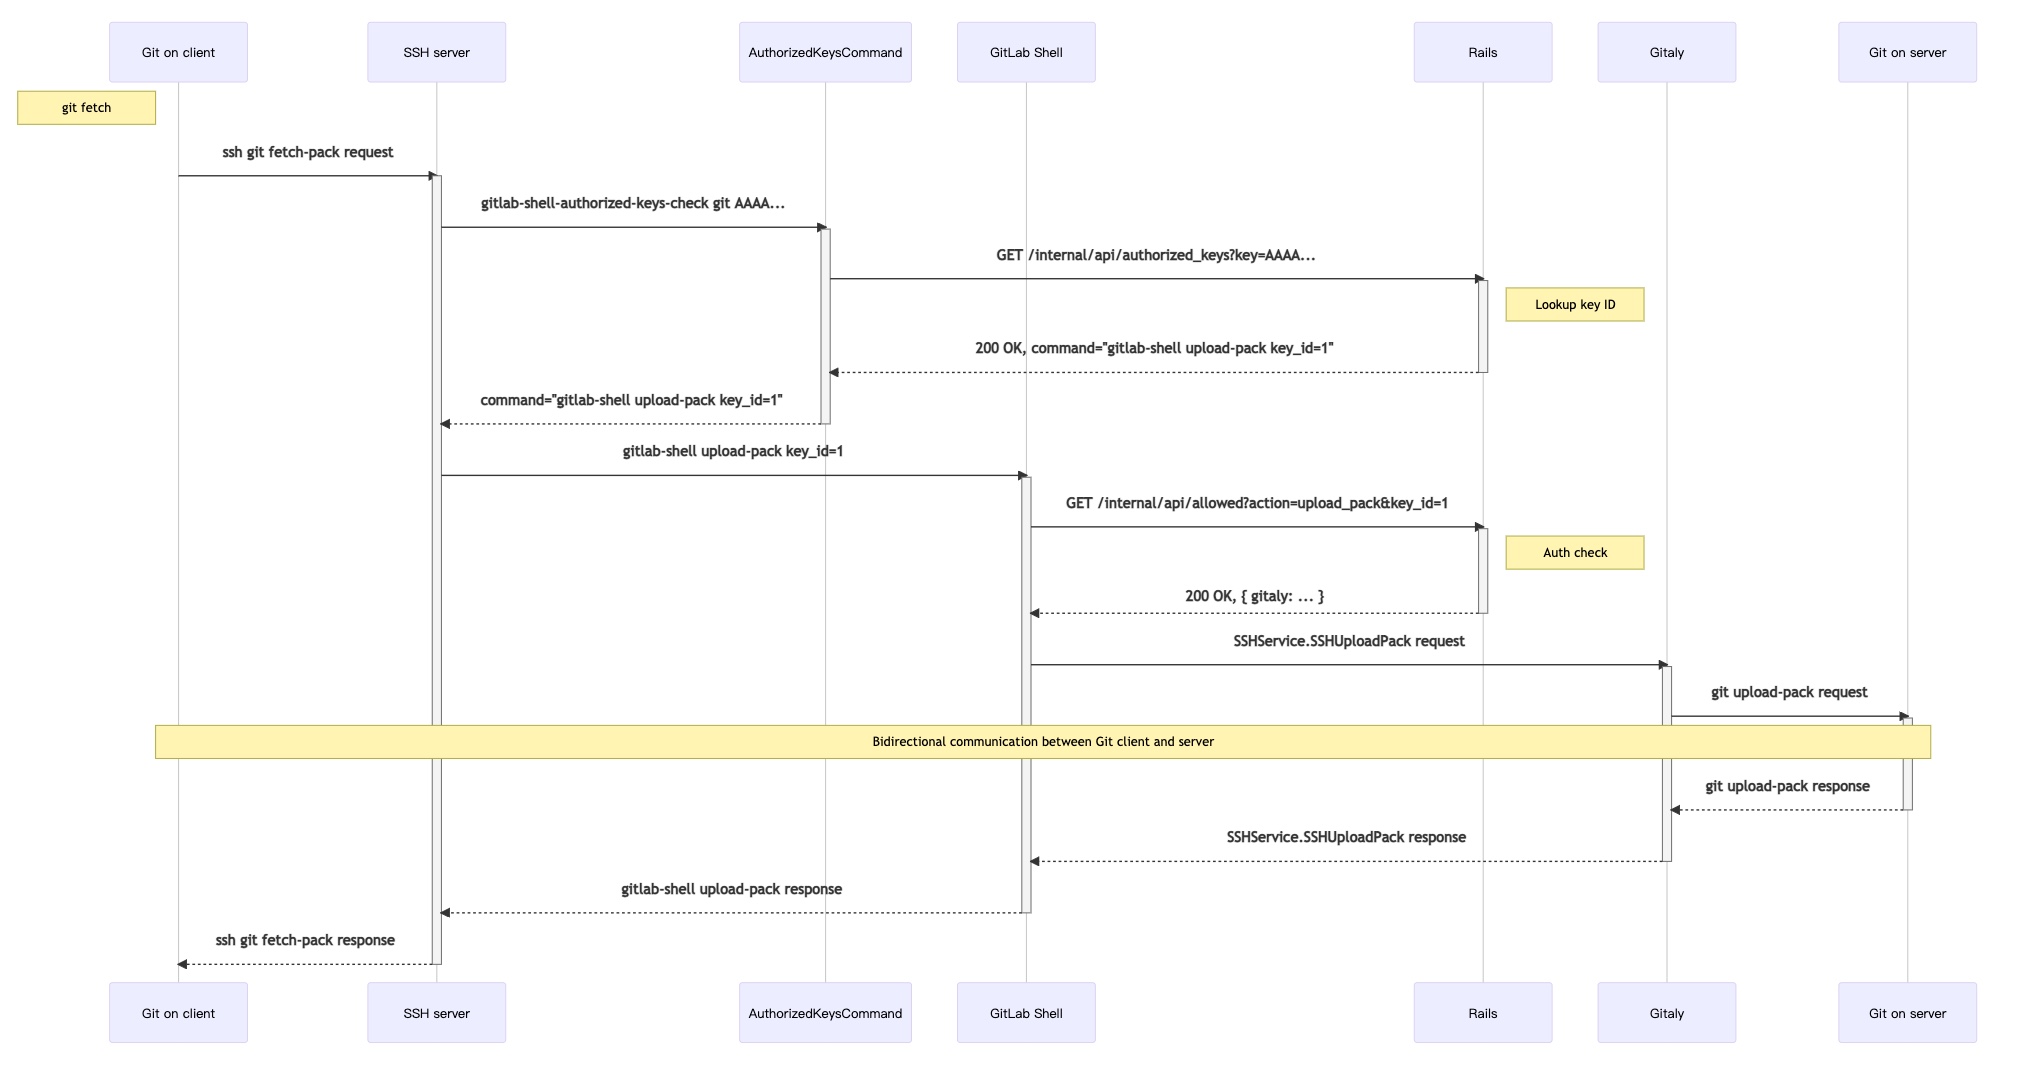 Git on client
SSH server
AuthorizedKeysCommand
GitLab Shell
Rails
Gitaly
Git on server
git fetch
ssh git fetch-pack request
gitlab-shell-authorized-keys-check git AAAA...
GET /internal/api/authorized_keys?key=AAAA...
Lookup key ID
200 OK, command="gitlab-shell upload-pack key_id=1"
command="gitlab-shell upload-pack key_id=1"
gitlab-shell upload-pack key_id=1
GET /internal/api/allowed?action=upload_pack&key_id=1
Auth check
200 OK, { gitaly: ... }
SSHService.SSHUploadPack request
git upload-pack request
Bidirectional communication between Git client and server
git upload-pack response
SSHService.SSHUploadPack response
gitlab-shell upload-pack response
ssh git fetch-pack response
Git on client
SSH server
AuthorizedKeysCommand
GitLab Shell
Rails
Gitaly
Git on server